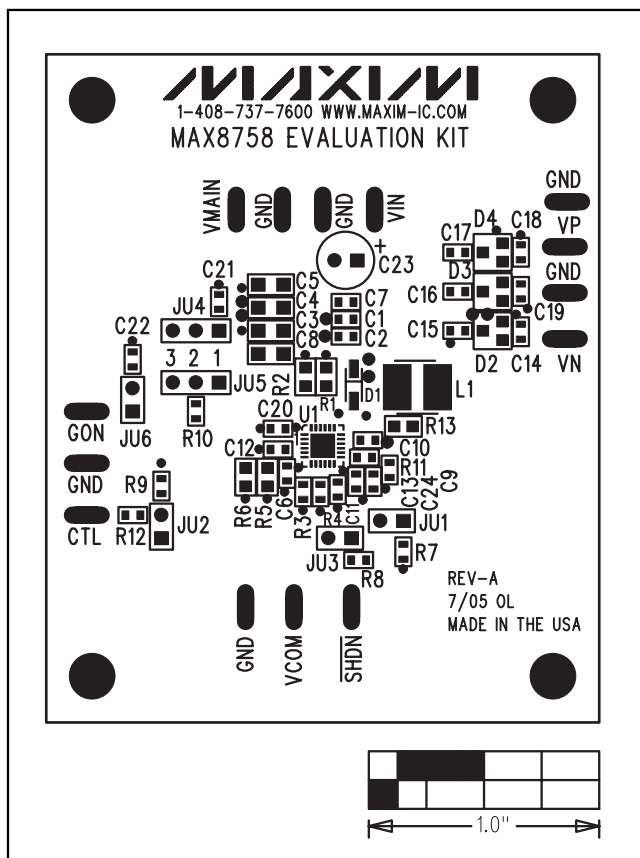 MAXIM
1-408-737-7600 WWW.MAXIM-IC.COM
MAX8758 EVALUATION KIT
VMAIN
GND
GND
VIN
GND
VP
GND
VN
C17
D4
C18
D3
C16
C19
C15
D2
C14
C23
+
C21
JU4
C5
C4
C3
C8
C7
C1
C2
C22
3 2 1
JU5
R2
R1
D1
L1
JU6
R10
GON
GND
CTL
C20
U1
1
R13
C12
C10
R11
C9
R9
R12
JU2
R6
R5
C6
R3
R4
C11
C13
C24
JU1
JU3
R8
R7
GND
VCOM
SHDN
REV-A
7/05 OL
MADE IN THE USA
1.0"